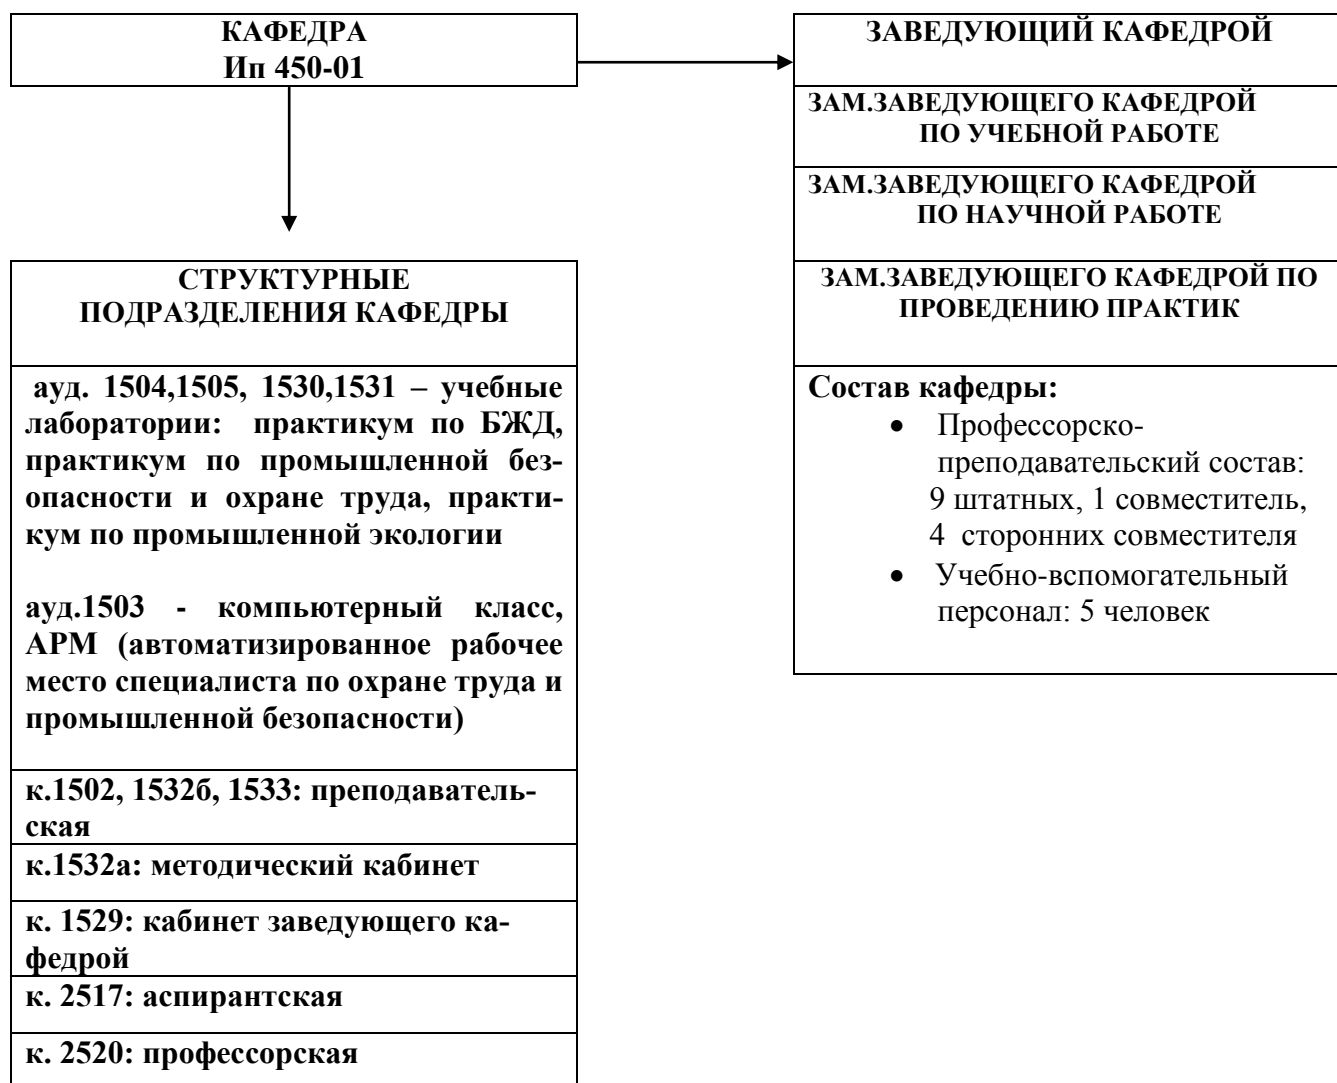 КАФЕДРА
Ип 450-01
ЗАВЕДУЮЩИЙ КАФЕДРОЙ
ЗАМ.ЗАВЕДУЮЩЕГО КАФЕДРОЙ
ПО УЧЕБНОЙ РАБОТЕ
ЗАМ.ЗАВЕДУЮЩЕГО КАФЕДРОЙ
ПО НАУЧНОЙ РАБОТЕ
ЗАМ.ЗАВЕДУЮЩЕГО КАФЕДРОЙ ПО
ПРОВЕДЕНИЮ ПРАКТИК
Состав кафедры:
• Профессорско-
преподавательский состав:
9 штатных, 1 совместитель,
4 сторонних совместителя
• Учебно-вспомогательный
персонал: 5 человек
СТРУКТУРНЫЕ
ПОДРАЗДЕЛЕНИЯ КАФЕДРЫ
ауд. 1504,1505, 1530,1531 – учебные
лаборатории: практикум по БЖД,
практикум по промышленной без-
опасности и охране труда, практи-
кум по промышленной экологии
ауд.1503 - компьютерный класс,
АРМ (автоматизированное рабочее
место специалиста по охране труда и
промышленной безопасности)
к.1502, 1532б, 1533: преподаватель-
ская
к.1532а: методический кабинет
к. 1529: кабинет заведующего ка-
федрой
к. 2517: аспирантская
к. 2520: профессорская